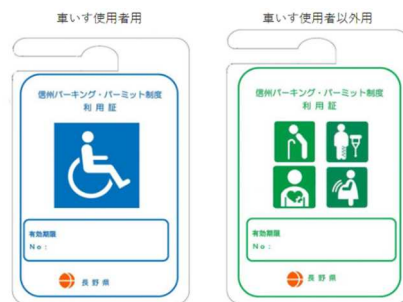 車いす使用者用
信州パーキング・パーミット制度
利用証
有効期限
No:
長野県
車いす使用者以外用
信州パーキング・パーミット制度
利用証
有効期限
No:
長野県